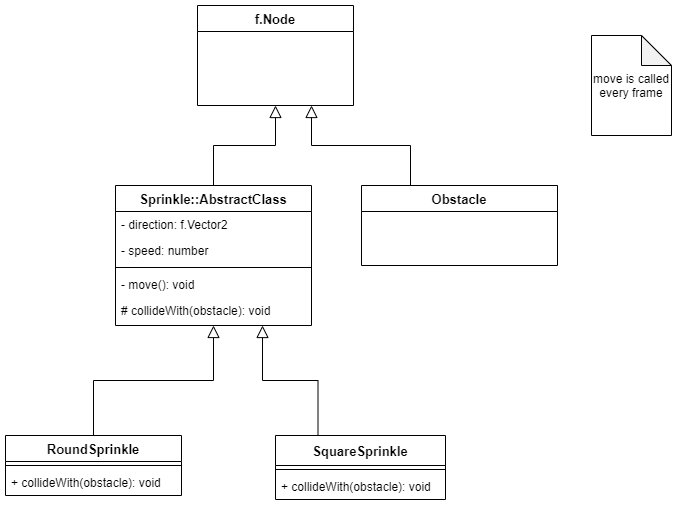 f.Node
move is called
every frame
Sprinkle::AbstractClass
- direction: f.Vector2
- speed: number
- move(): void
# collideWith(obstacle): void
Obstacle
RoundSprinkle
+ collideWith(obstacle): void
SquareSprinkle
+ collideWith(obstacle): void